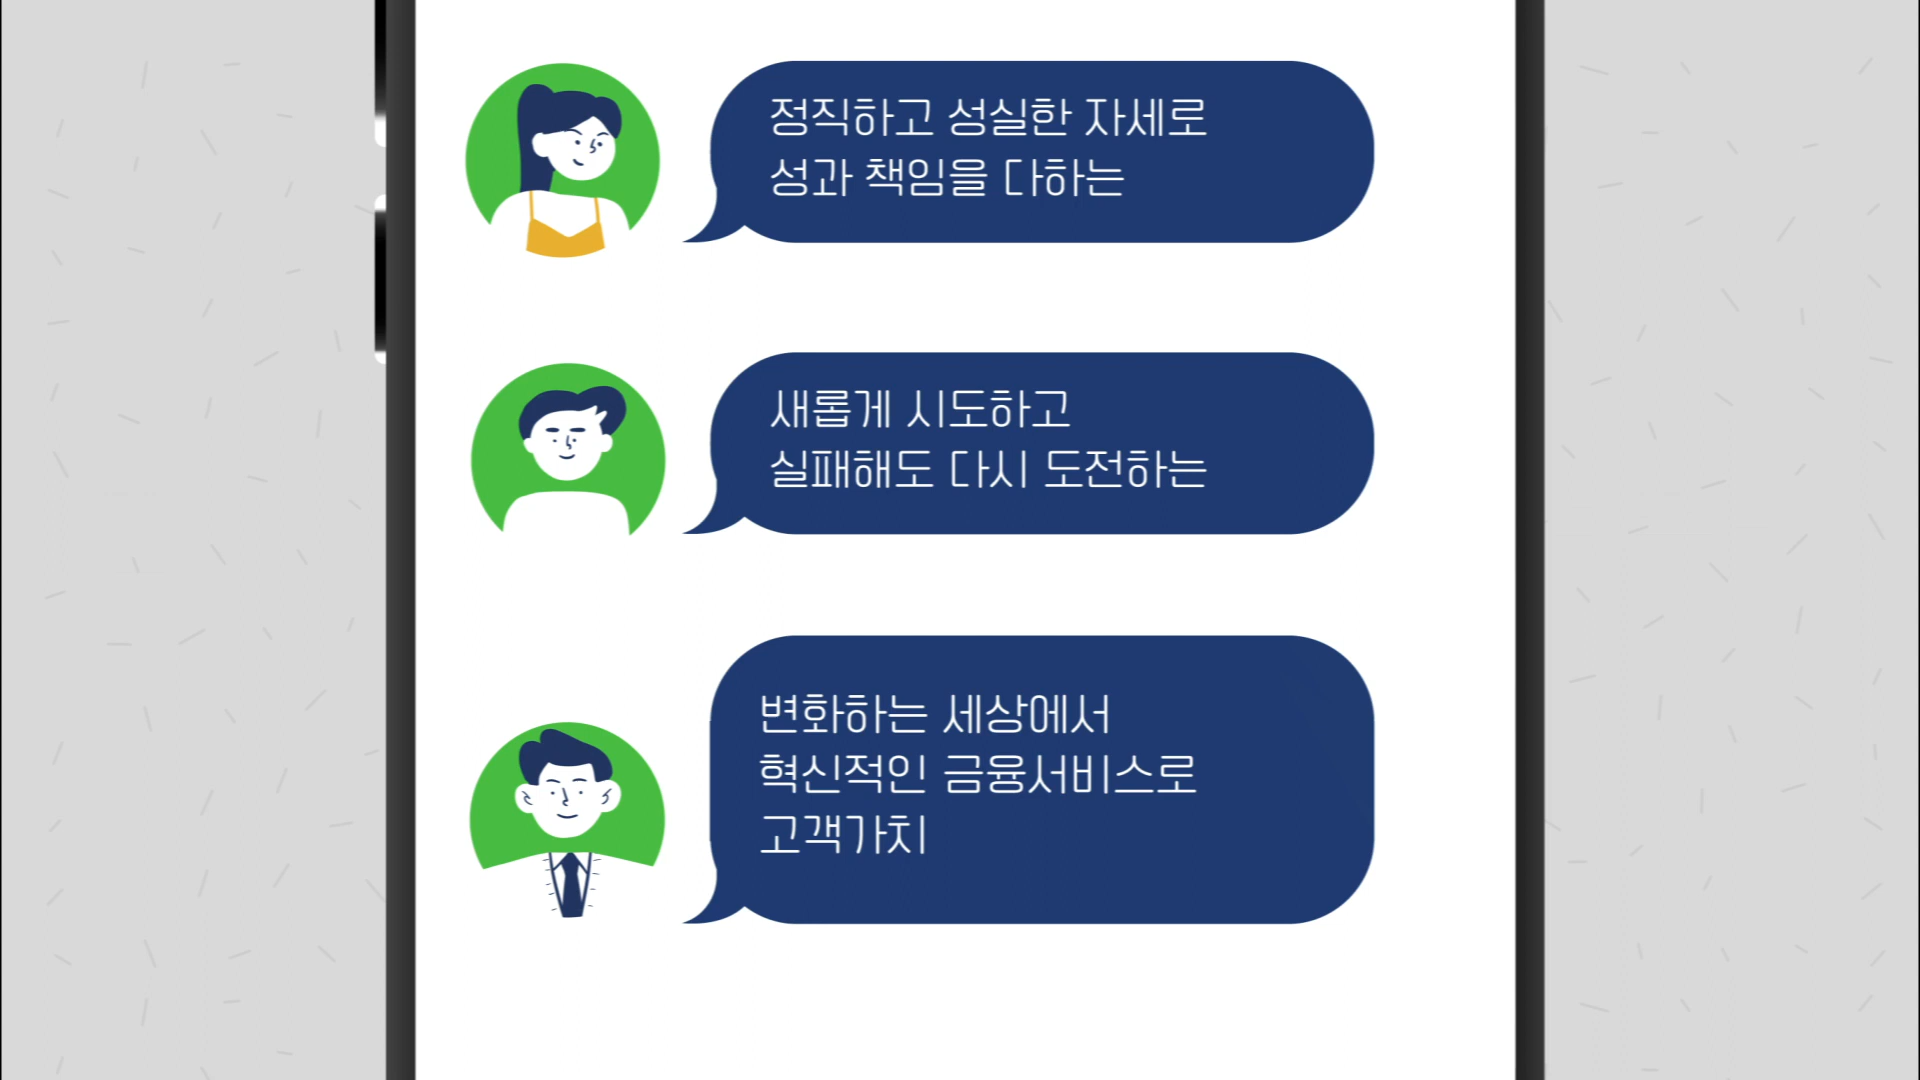 정직하고 성실한 자세로
성과 책임을 다하는
새롭게 시도하고
실패해도 다시 도전하는
변화하는 세상에서
혁신적인 금융서비스로
고객가치